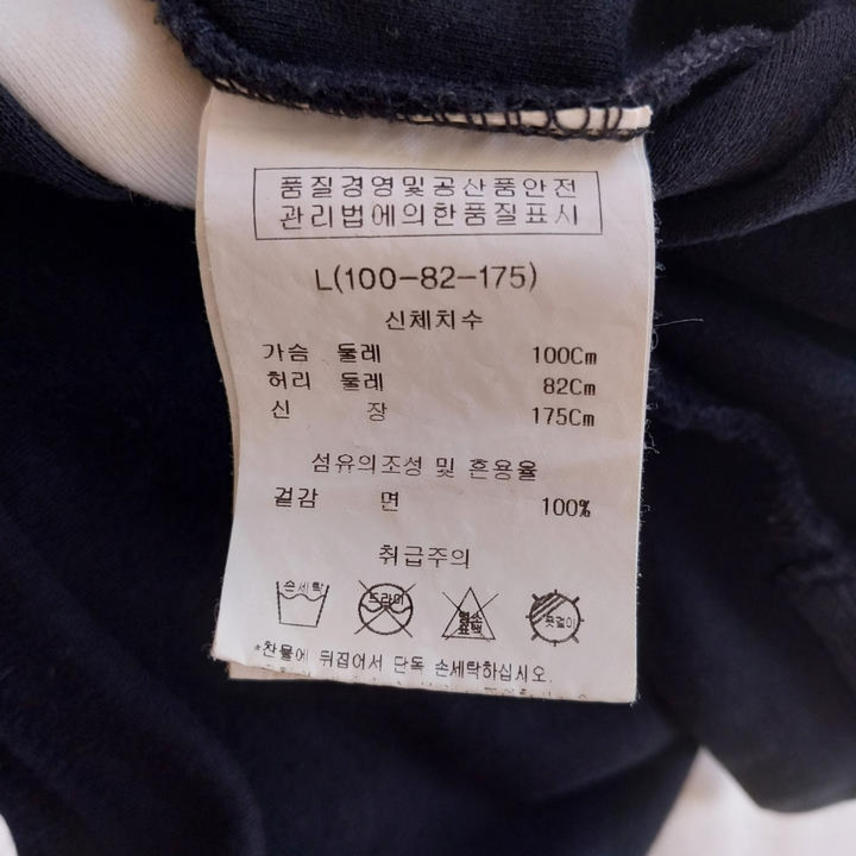 품질경영및공산품안전
관리법에의한품질표시
L(100-82-175)
신체치수
가슴 둘레 100Cm
허리 둘레 82Cm
신 장 175Cm
섬유의조성 및 혼용율
겉감 면 100%
취급주의
손세탁 드라이 염소 표백 옷걸이
*찬물에 뒤집어서 단독 손세탁하십시오.